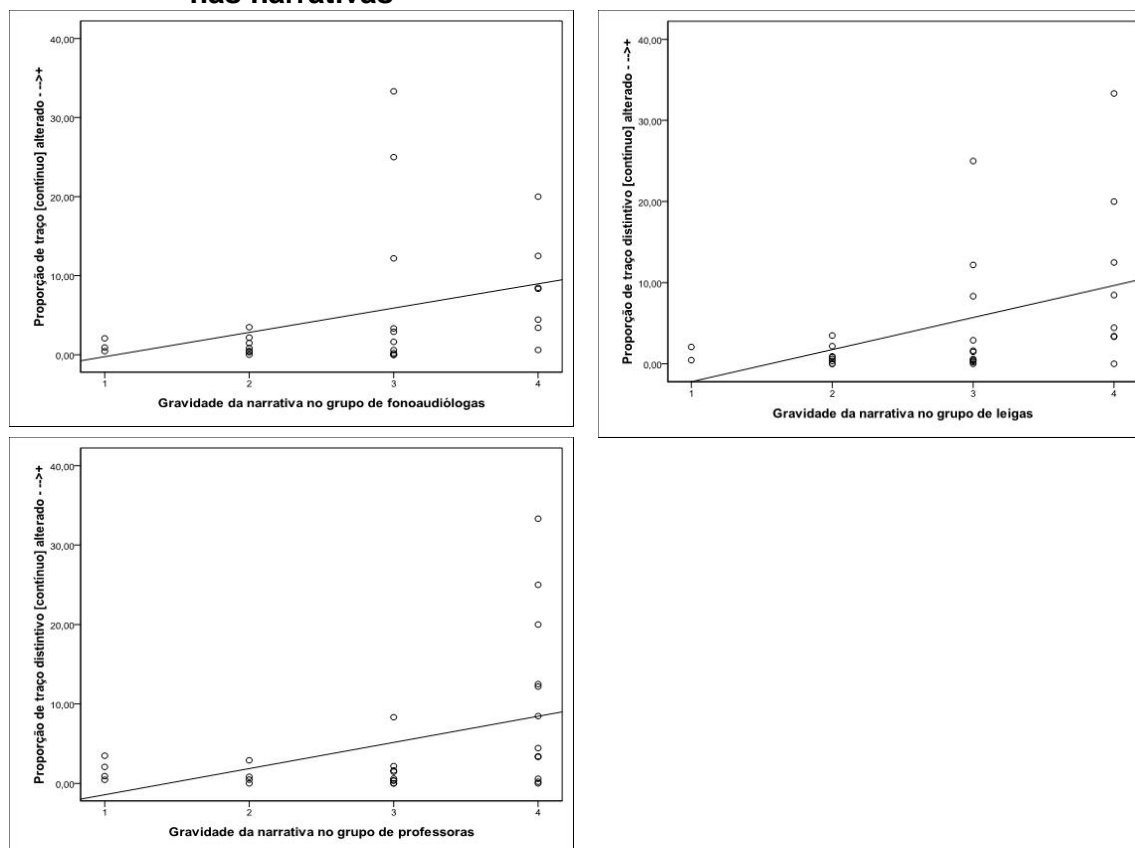 nas narrativas
Proporção de traço [contínuo] alterado - -->+
40,00
30,00
20,00
10,00
0,00
1 2 3 4
Gravidade da narrativa no grupo de fonoaudiólogas
Proporção de traço distintivo [contínuo] alterado - -->+
40,00
30,00
20,00
10,00
0,00
1 2 3 4
Gravidade da narrativa no grupo de leigas
Proporção de traço distintivo [contínuo] alterado - -->+
40,00
30,00
20,00
10,00
0,00
1 2 3 4
Gravidade da narrativa no grupo de professoras